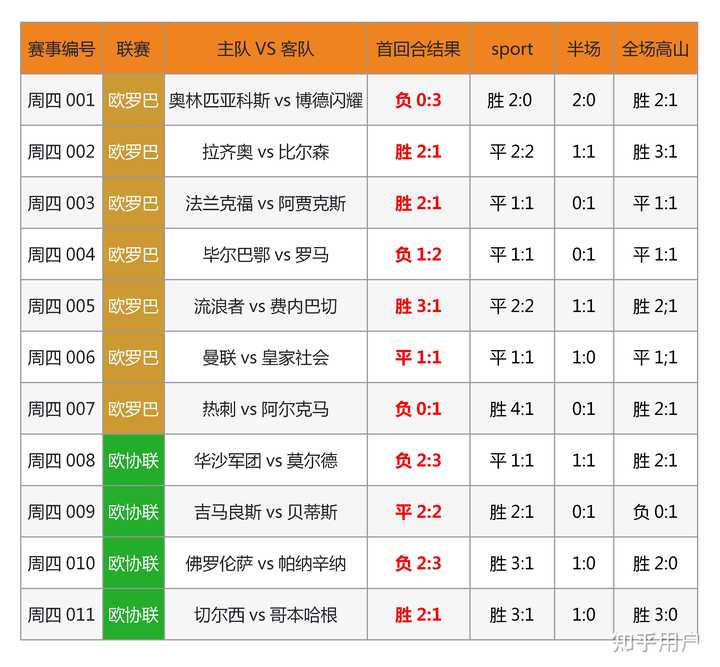 赛事编号 联赛 主队 VS 客队 首回合结果 sport 半场 全场高山
周四 001 欧罗巴 奥林匹亚科斯 vs 博德闪耀 负 0:3 胜 2:0 2:0 胜 2:1
周四 002 欧罗巴 拉齐奥 vs 比尔森 胜 2:1 平 2:2 1:1 胜 3:1
周四 003 欧罗巴 法兰克福 vs 阿贾克斯 胜 2:1 平 1:1 0:1 平 1:1
周四 004 欧罗巴 毕尔巴鄂 vs 罗马 负 1:2 平 1:1 0:1 平 1:1
周四 005 欧罗巴 流浪者 vs 费内巴切 胜 3:1 平 2:2 1:1 胜 2;1
周四 006 欧罗巴 曼联 vs 皇家社会 平 1:1 平 1:1 1:0 平 1;1
周四 007 欧罗巴 热刺 vs 阿尔克马 负 0:1 胜 4:1 0:1 胜 2:1
周四 008 欧协联 华沙军团 vs 莫尔德 负 2:3 平 1:1 1:1 胜 2:1
周四 009 欧协联 吉马良斯 vs 贝蒂斯 平 2:2 胜 2:1 0:1 负 0:1
周四 010 欧协联 佛罗伦萨 vs 帕纳辛纳 负 2:3 胜 3:1 1:0 胜 2:0
周四 011 欧协联 切尔西 vs 哥本哈根 胜 2:1 胜 3:1 1:0 胜 3:0
知乎用户